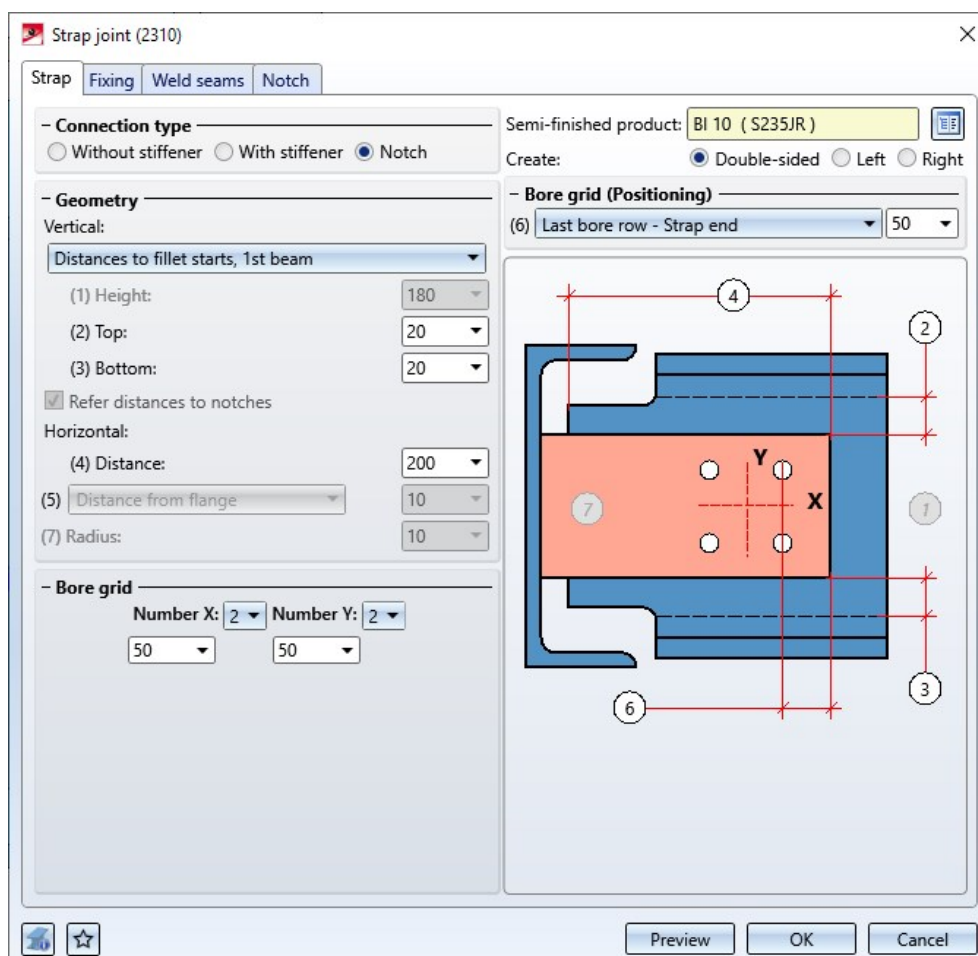 Strap joint (2310)
Strap Fixing Weld seams Notch
Connection type
Without stiffener With stiffener Notch
Semi-finished product: BI 10 ( S235JR )
Create: Double-sided Left Right
Geometry
Vertical:
Distances to fillet starts, 1st beam
(1) Height: 180
(2) Top: 20
(3) Bottom: 20
Refer distances to notches
Horizontal:
(4) Distance: 200
(5) Distance from flange 10
(7) Radius: 10
Bore grid
Number X: 2 Number Y: 2
50 50
Bore grid (Positioning)
(6) Last bore row - Strap end 50
4
2
Y
X
7
1
3
6
Preview OK Cancel